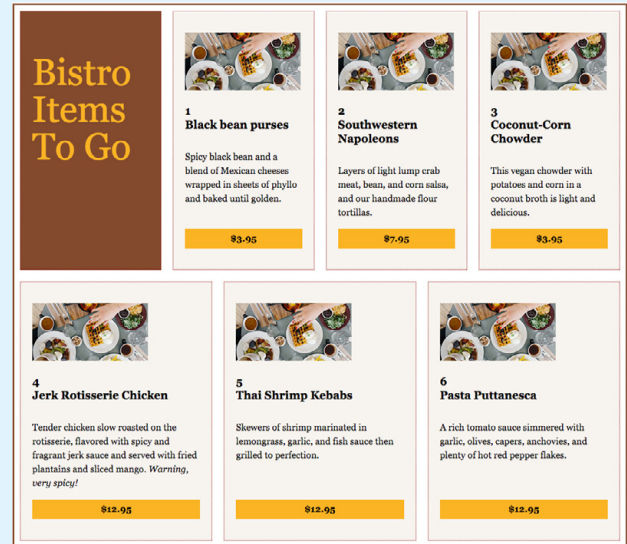 Bistro
Items
To Go
1
Black bean purses
Spicy black bean and a
blend of Mexican cheeses
wrapped in sheets of phyllo
and baked until golden.
$3.95
2
Southwestern
Napoleons
Layers of light lump crab
meat, bean, and corn salsa,
and our handmade flour
tortillas.
$7.95
3
Coconut-Corn
Chowder
This vegan chowder with
potatoes and corn in a
coconut broth is light and
delicious.
$3.95
4
Jerk Rotisserie Chicken
Tender chicken slow roasted on the
rotisserie, flavored with spicy and
fragrant jerk sauce and served with fried
plantains and sliced mango. Warning,
very spicy!
$12.95
5
Thai Shrimp Kebabs
Skewers of shrimp marinated in
lemongrass, garlic, and fish sauce then
grilled to perfection.
$12.95
6
Pasta Puttanesca
A rich tomato sauce simmered with
garlic, olives, capers, anchovies, and
plenty of hot red pepper flakes.
$12.95